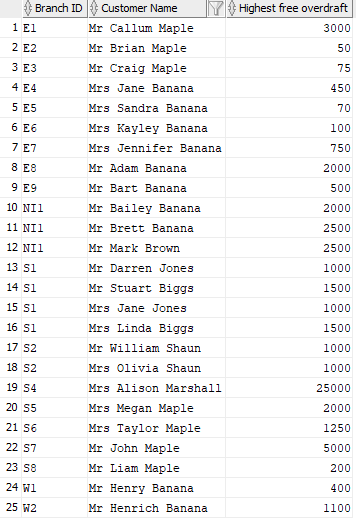 Branch ID Customer Name Highest free overdraft
1 E1 Mr Callum Maple 3000
2 E2 Mr Brian Maple 50
3 E3 Mr Craig Maple 75
4 E4 Mrs Jane Banana 450
5 E5 Mrs Sandra Banana 70
6 E6 Mrs Kayley Banana 100
7 E7 Mrs Jennifer Banana 750
8 E8 Mr Adam Banana 2000
9 E9 Mr Bart Banana 500
10 NI1 Mr Bailey Banana 2000
11 NI1 Mr Brett Banana 2500
12 NI1 Mr Mark Brown 2500
13 S1 Mr Darren Jones 1000
14 S1 Mr Stuart Biggs 1500
15 S1 Mrs Jane Jones 1000
16 S1 Mrs Linda Biggs 1500
17 S2 Mr William Shaun 1000
18 S2 Mrs Olivia Shaun 1000
19 S4 Mrs Alison Marshall 25000
20 S5 Mrs Megan Maple 2000
21 S6 Mrs Taylor Maple 1250
22 S7 Mr John Maple 5000
23 S8 Mr Liam Maple 200
24 W1 Mr Henry Banana 400
25 W2 Mr Henrich Banana 1100